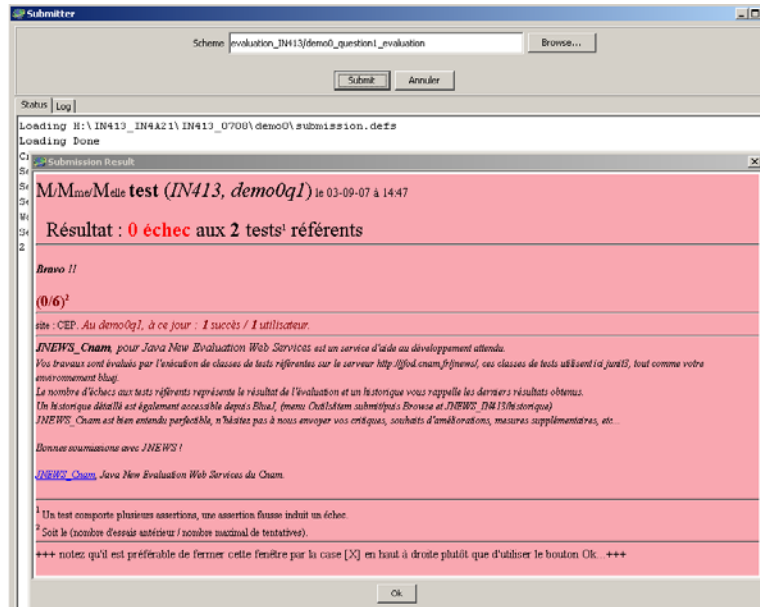 Submitter
Scheme evaluation_IN413/demo0_question1_evaluation Browse...
Submit Annuler
Status Log
Loading H:\IN413_IN4A21\IN413_0708\demo0\submission.defs
Loading Done
Submission Result
M/Mme/Melle test (IN413, demo0q1) le 03-09-07 à 14:47
Résultat : 0 échec aux 2 tests¹ référents
Bravo !!
(0/6)²
site : CEP. Au demo0q1, à ce jour : 1 succès / 1 utilisateur.
JNEWS_Cnam, pour Java New Evaluation Web Services est un service d'aide au développement attendu.
Vos travaux sont évalués par l'exécution de classes de tests référentes sur le serveur http://jfod.cnam.fr/jnews/, ces classes de tests utilisent ici junit3, tout comme votre
environnement bluej.
Le nombre d'échecs aux tests référents représente le résultat de l'évaluation et un historique vous rappelle les derniers résultats obtenus.
Un historique détaillé est également accessible depuis BlueJ, (menu Outils/item submit/puis Browse et JNEWS_IN413/historique)
JNEWS_Cnam est bien entendu perfectible, n'hésitez pas à nous envoyer vos critiques, souhaits d'améliorations, mesures supplémentaires, etc...
Bonnes soumissions avec JNEWS !
JNEWS_Cnam, Java New Evaluation Web Services du Cnam.
¹ Un test comporte plusieurs assertions, une assertion fausse induit un échec.
² Soit le (nombre d'essais antérieur / nombre maximal de tentatives).
+++ notez qu'il est préférable de fermer cette fenêtre par la case [X] en haut à droite plutôt que d'utiliser le bouton Ok...+++
Ok